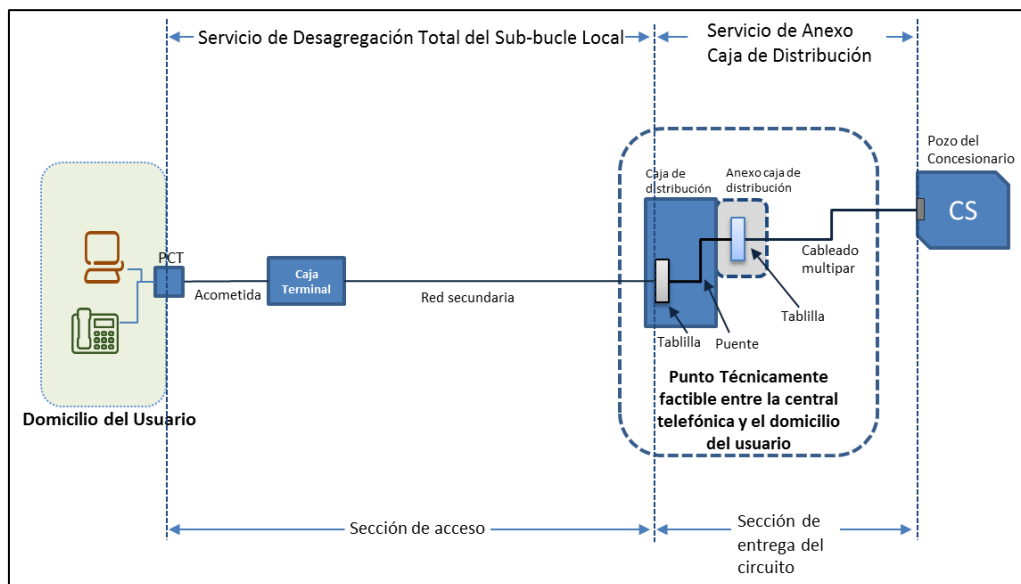 Servicio de Desagregación Total del Sub-bucle Local
Servicio de Anexo
Caja de Distribución
Pozo del
Concesionario
CS
Caja de
distribución
Anexo caja de
distribución
PCT
Acometida
Caja
Terminal
Red secundaria
Cableado
multipar
Tablilla
Puente
Tablilla
Punto Técnicamente
factible entre la central
telefónica y el domicilio
del usuario
Domicilio del Usuario
Sección de acceso
Sección de
entrega del
circuito